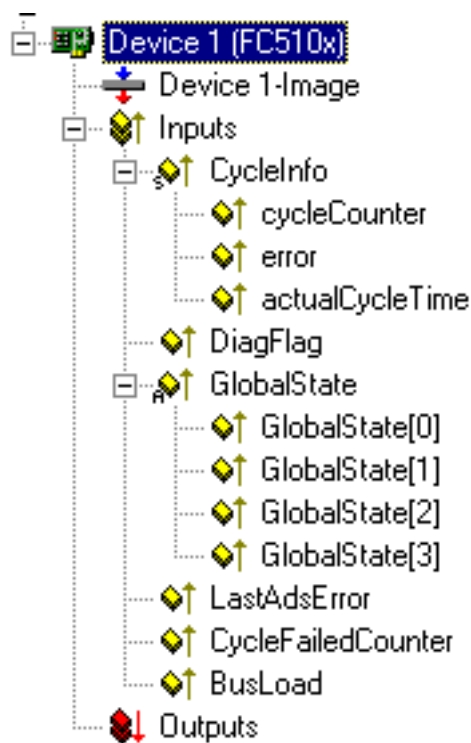 Device 1 (FC510x)
Device 1-Image
Inputs
CycleInfo
cycleCounter
error
actualCycleTime
DiagFlag
GlobalState
GlobalState[0]
GlobalState[1]
GlobalState[2]
GlobalState[3]
LastAdsError
CycleFailedCounter
BusLoad
Outputs